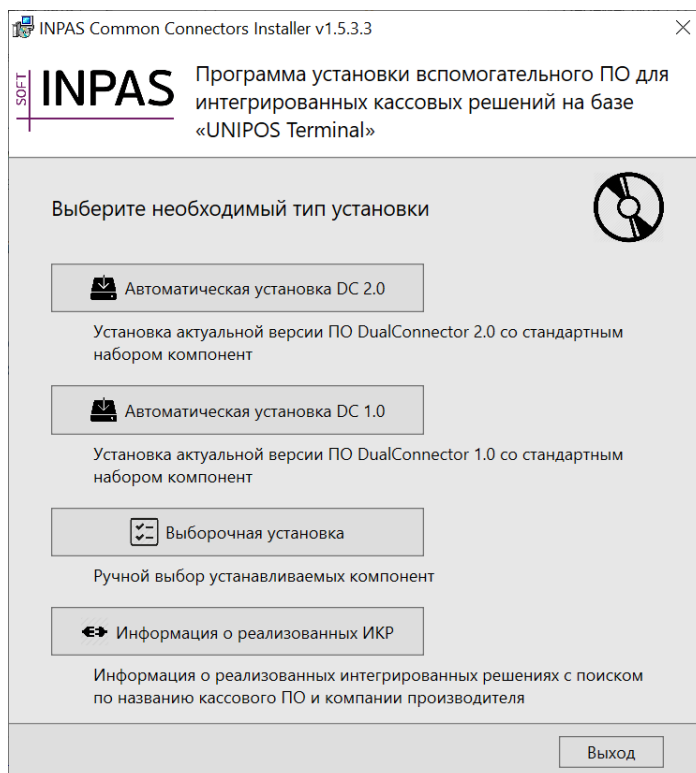 INPAS Common Connectors Installer v1.5.3.3
SOFT
INPAS
Программа установки вспомогательного ПО для
интегрированных кассовых решений на базе
«UNIPOS Terminal»
Выберите необходимый тип установки
Автоматическая установка DC 2.0
Установка актуальной версии ПО DualConnector 2.0 со стандартным
набором компонент
Автоматическая установка DC 1.0
Установка актуальной версии ПО DualConnector 1.0 со стандартным
набором компонент
Выборочная установка
Ручной выбор устанавливаемых компонент
Информация о реализованных ИКР
Информация о реализованных интегрированных решениях с поиском
по названию кассового ПО и компании производителя
Выход